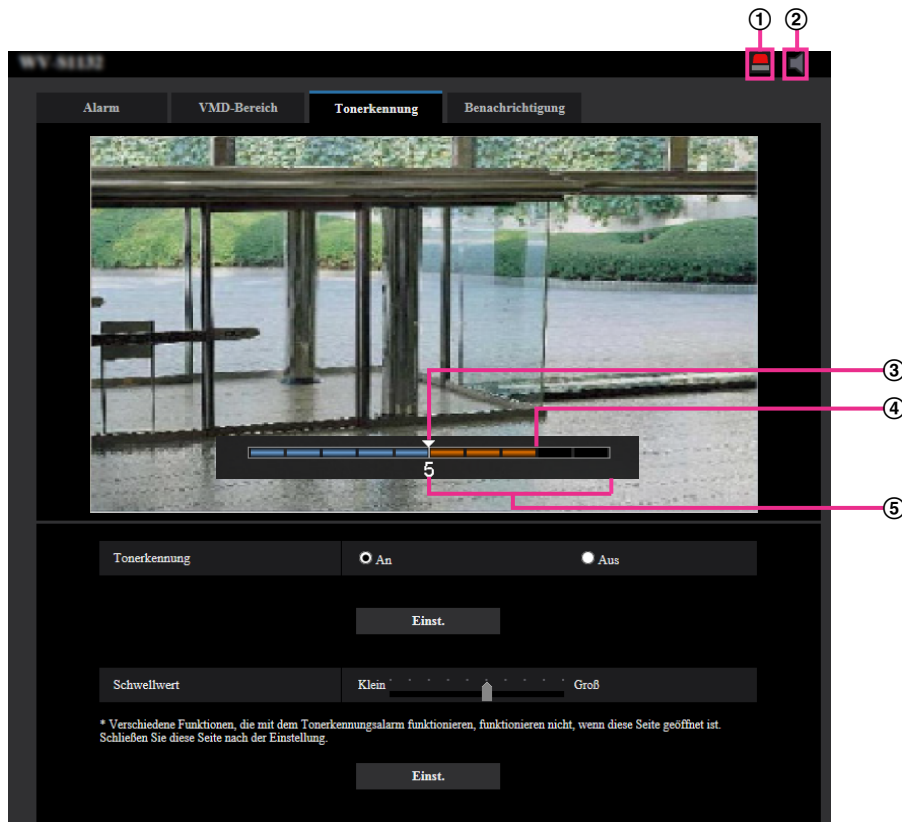 ① ②
WV-S1132
Alarm VMD-Bereich Tonerkennung Benachrichtigung
③
④
5
⑤
Tonerkennung An Aus
Einst.
Schwellwert Klein Groß
* Verschiedene Funktionen, die mit dem Tonerkennungsalarm funktionieren, funktionieren nicht, wenn diese Seite geöffnet ist.
Schließen Sie diese Seite nach der Einstellung.
Einst.